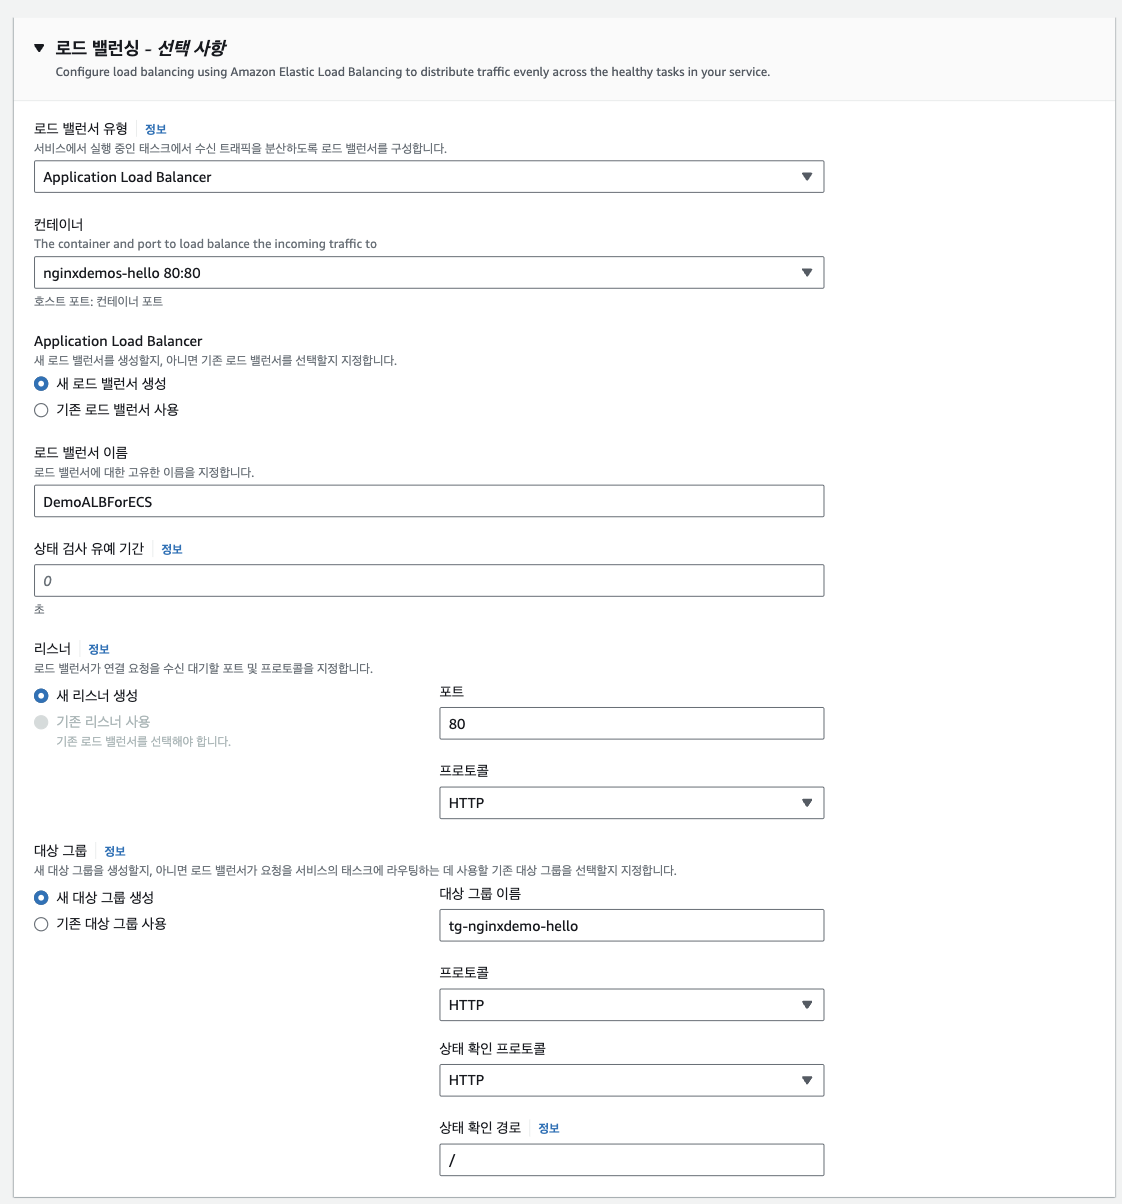 ▼ 로드 밸런싱 - 선택 사항
Configure load balancing using Amazon Elastic Load Balancing to distribute traffic evenly across the healthy tasks in your service.
로드 밸런서 유형 정보
서비스에서 실행 중인 태스크에서 수신 트래픽을 분산하도록 로드 밸런서를 구성합니다.
Application Load Balancer
컨테이너
The container and port to load balance the incoming traffic to
nginxdemos-hello 80:80
호스트 포트: 컨테이너 포트
Application Load Balancer
새 로드 밸런서를 생성할지, 아니면 기존 로드 밸런서를 선택할지 지정합니다.
새 로드 밸런서 생성
기존 로드 밸런서 사용
로드 밸런서 이름
로드 밸런서에 대한 고유한 이름을 지정합니다.
DemoALBForECS
상태 검사 유예 기간 정보
0
초
리스너 정보
로드 밸런서가 연결 요청을 수신 대기할 포트 및 프로토콜을 지정합니다.
새 리스너 생성
기존 리스너 사용
기존 로드 밸런서를 선택해야 합니다.
포트
80
프로토콜
HTTP
대상 그룹 정보
새 대상 그룹을 생성할지, 아니면 로드 밸런서가 요청을 서비스의 태스크에 라우팅하는 데 사용할 기존 대상 그룹을 선택할지 지정합니다.
새 대상 그룹 생성
기존 대상 그룹 사용
대상 그룹 이름
tg-nginxdemo-hello
프로토콜
HTTP
상태 확인 프로토콜
HTTP
상태 확인 경로 정보
/